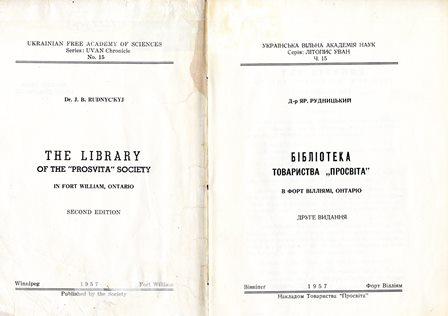 UKRAINIAN FREE ACADEMY OF SCIENCES
Series: UVAN Chronicle
No. 15
Dr. J. B. RUDNYC'KYJ
THE LIBRARY
OF THE "PROSVITA" SOCIETY
IN FORT WILLIAM, ONTARIO
SECOND EDITION
Winnipeg 1957 Fort William
Published by the Society
УКРАЇНСЬКА ВІЛЬНА АКАДЕМІЯ НАУК
Серія: ЛІТОПИС УВАН
Ч. 15
Д-р ЯР. РУДНИЦЬКИЙ
БІБЛІОТЕКА
ТОВАРИСТВА „ПРОСВІТА"
В ФОРТ ВІЛЛІЯМІ, ОНТАРІО
ДРУГЕ ВИДАННЯ
Вінніпеґ 1957 Форт Вілліям
Накладом Товариства "Просвіта"